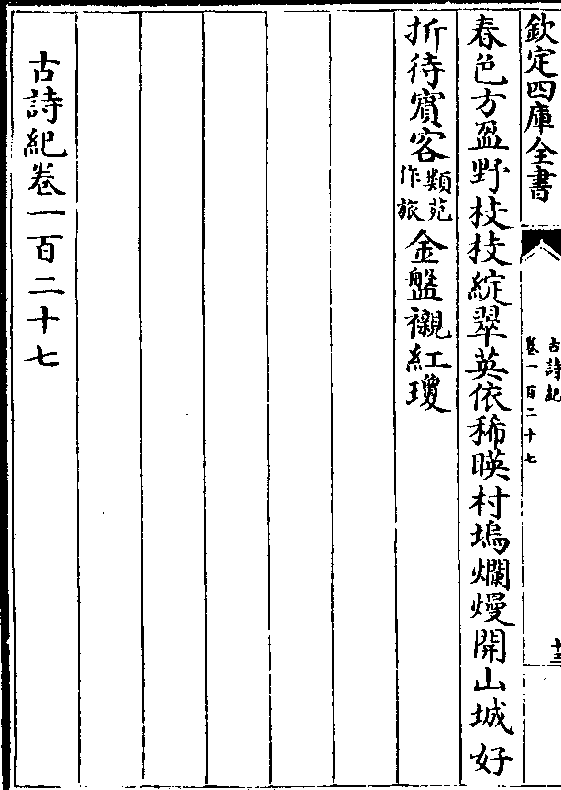 欽定四庫全書
古詩紀
卷一百二十七
十三
春色方盈野枝枝綻翠英依稀暎村塢爛熳開山城好
折待賓客類苑作旅金盤襯紅瓊
古詩紀卷一百二十七